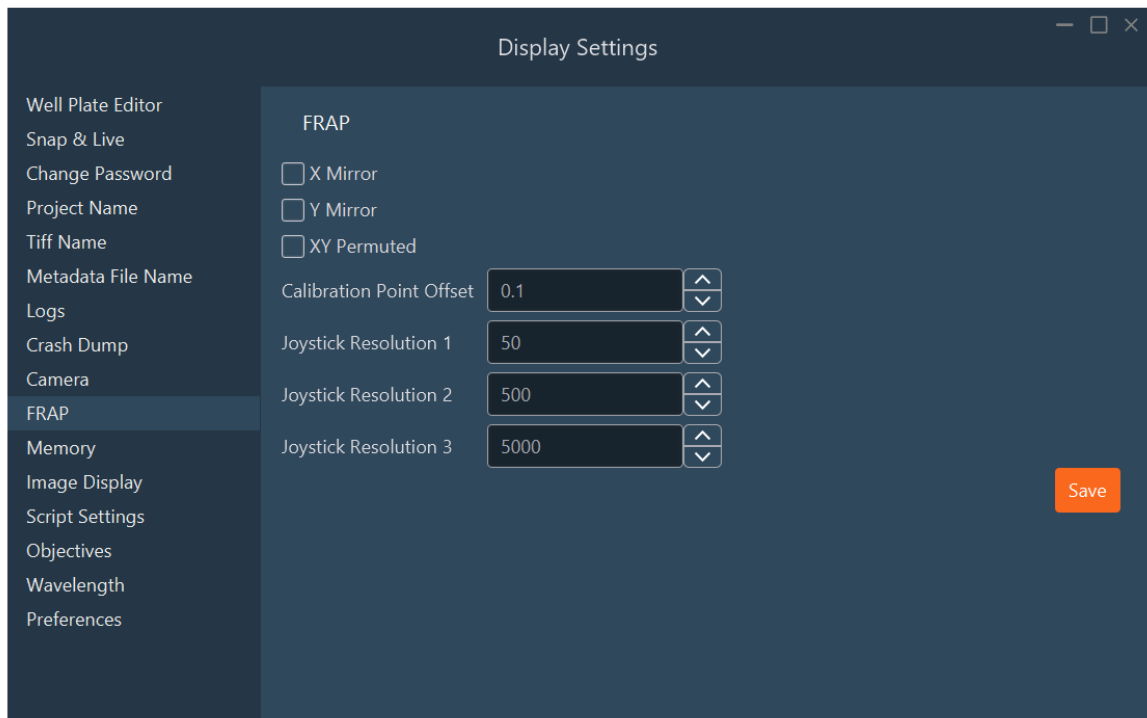 Display Settings
Well Plate Editor
Snap & Live
Change Password
Project Name
Tiff Name
Metadata File Name
Logs
Crash Dump
Camera
FRAP
Memory
Image Display
Script Settings
Objectives
Wavelength
Preferences
FRAP
X Mirror
Y Mirror
XY Permuted
Calibration Point Offset 0.1
Joystick Resolution 1 50
Joystick Resolution 2 500
Joystick Resolution 3 5000
Save